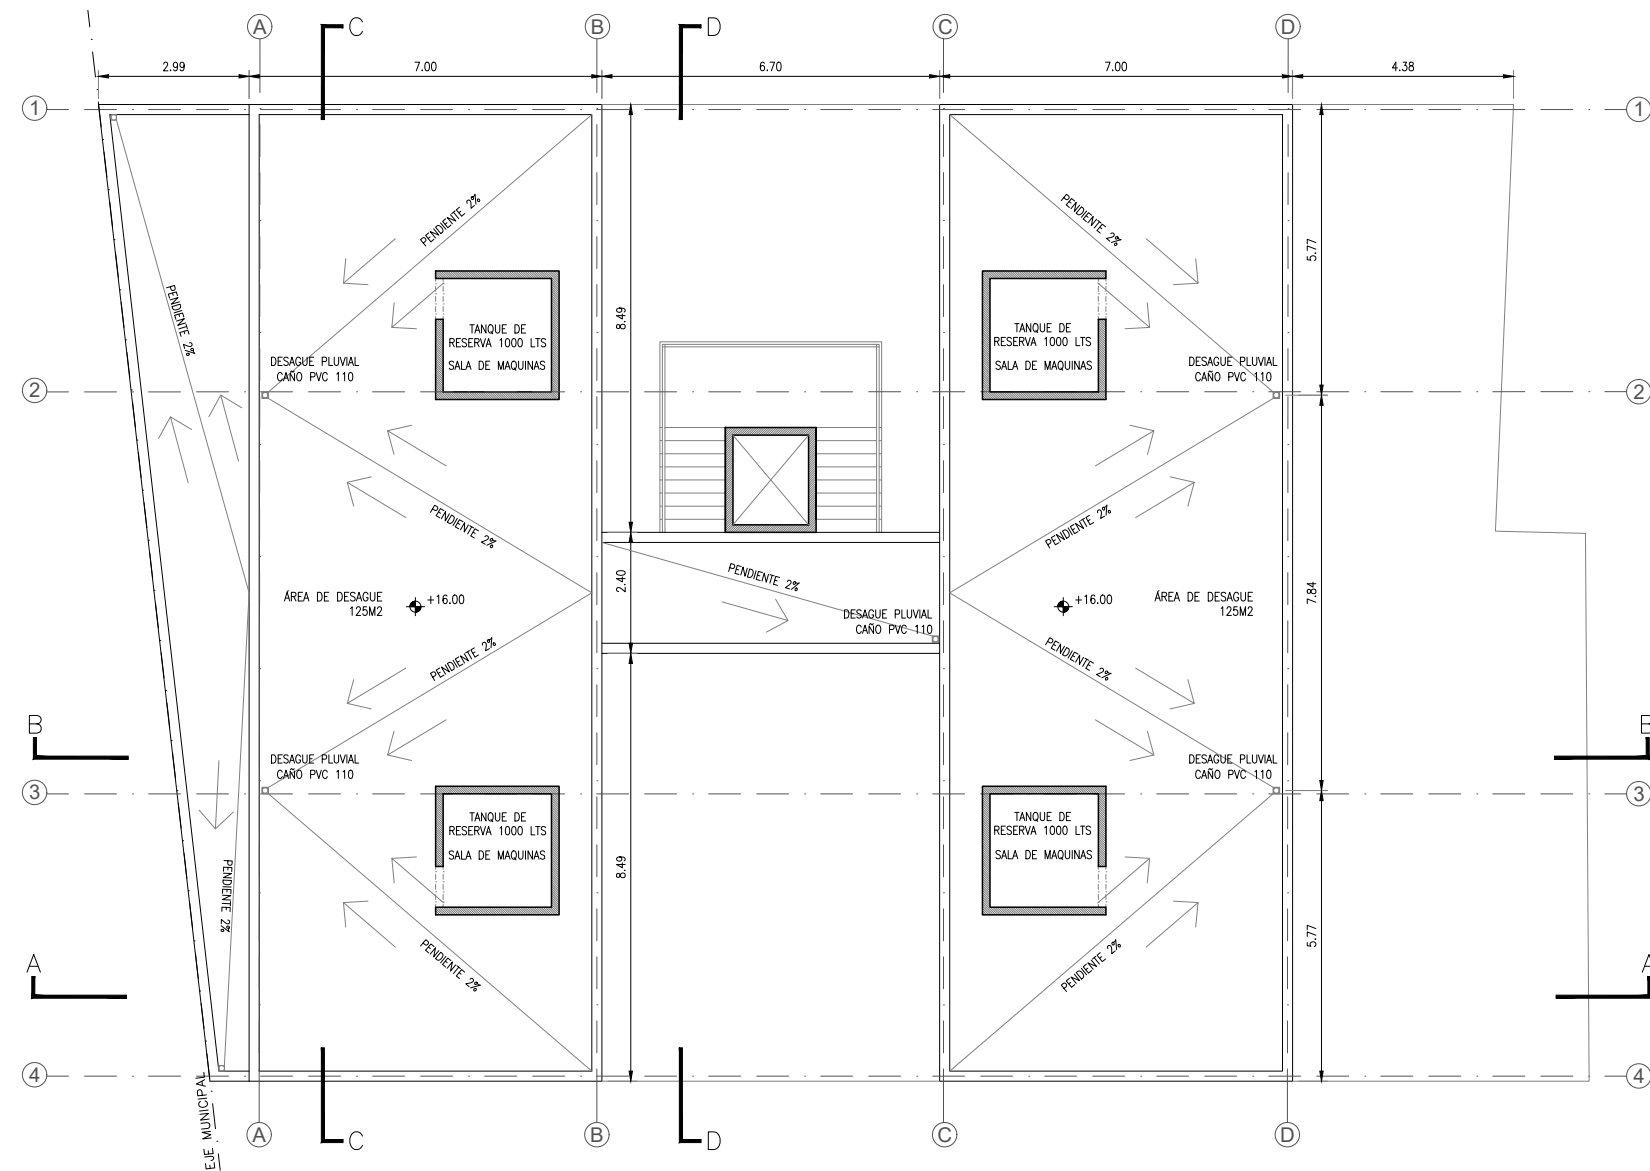 A
C
B
D
C
D
2.99
7.00
6.70
7.00
4.38
1
1
PENDIENTE 2%
PENDIENTE 2%
5.77
PENDIENTE 2%
8.49
TANQUE DE
RESERVA 1000 LTS
SALA DE MAQUINAS
TANQUE DE
RESERVA 1000 LTS
SALA DE MAQUINAS
DESAGUE PLUVIAL
CAÑO PVC 110
DESAGUE PLUVIAL
CAÑO PVC 110
2
2
PENDIENTE 2%
PENDIENTE 2%
PENDIENTE 2%
2.40
7.84
ÁREA DE DESAGUE
125M2
+16.00
DESAGUE PLUVIAL
CAÑO PVC 110
+16.00
ÁREA DE DESAGUE
125M2
PENDIENTE 2%
PENDIENTE 2%
B
B
DESAGUE PLUVIAL
CAÑO PVC 110
DESAGUE PLUVIAL
CAÑO PVC 110
3
3
TANQUE DE
RESERVA 1000 LTS
SALA DE MAQUINAS
TANQUE DE
RESERVA 1000 LTS
SALA DE MAQUINAS
8.49
PENDIENTE 2%
5.77
PENDIENTE 2%
PENDIENTE 2%
A
A
4
4
EJE MUNICIPAL
A
C
B
D
C
D